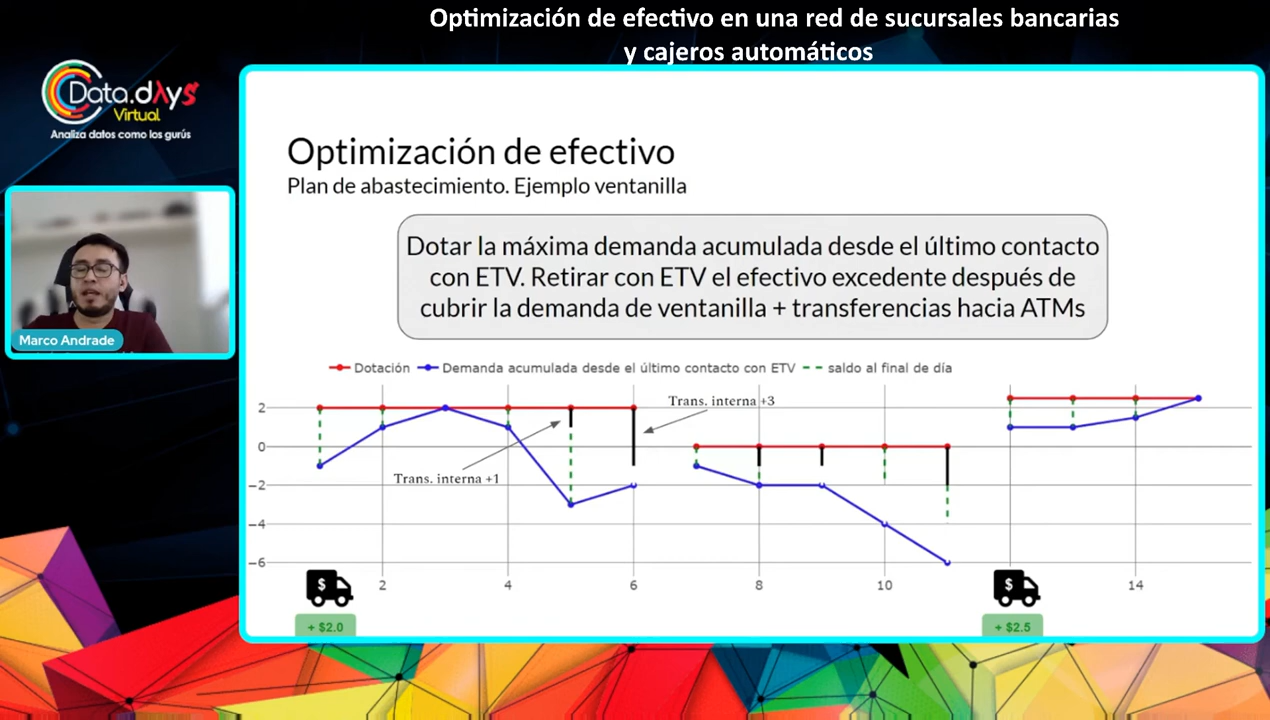 Optimización de efectivo en una red de sucursales bancarias
y cajeros automáticos
Data.dΛys
Virtual
Analiza datos como los gurús
Marco Andrade
Optimización de efectivo
Plan de abastecimiento. Ejemplo ventanilla
Dotar la máxima demanda acumulada desde el último contacto
con ETV. Retirar con ETV el efectivo excedente después de
cubrir la demanda de ventanilla + transferencias hacia ATMs
Dotación Demanda acumulada desde el último contacto con ETV saldo al final de día
Trans. interna +3
Trans. interna +1
2
0
−2
−4
−6
2 4 6 8 10 14
$ $
+ $2.0 + $2.5